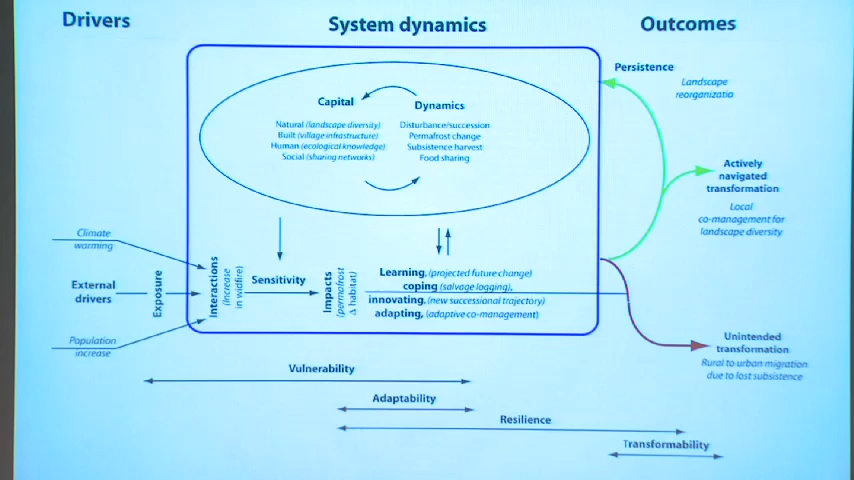 Drivers
System dynamics
Outcomes
Persistence
Landscape
reorganizatio
Capital
Dynamics
Natural (landscape diversity)
Built (village infrastructure)
Human (ecological knowledge)
Social (sharing networks)
Disturbance/succession
Permafrost change
Subsistence harvest
Food sharing
Actively
navigated
transformation
Local
co-management for
landscape diversity
Climate
warming
External
drivers
Population
increase
Exposure
Interactions
(increase
in wildfire)
Sensitivity
Impacts
(permafrost
Δ habitat)
Learning, (projected future change)
coping (salvage logging),
innovating, (new successional trajectory)
adapting, (adaptive co-management)
Unintended
transformation
Rural to urban migration
due to lost subsistence
Vulnerability
Adaptability
Resilience
Transformability